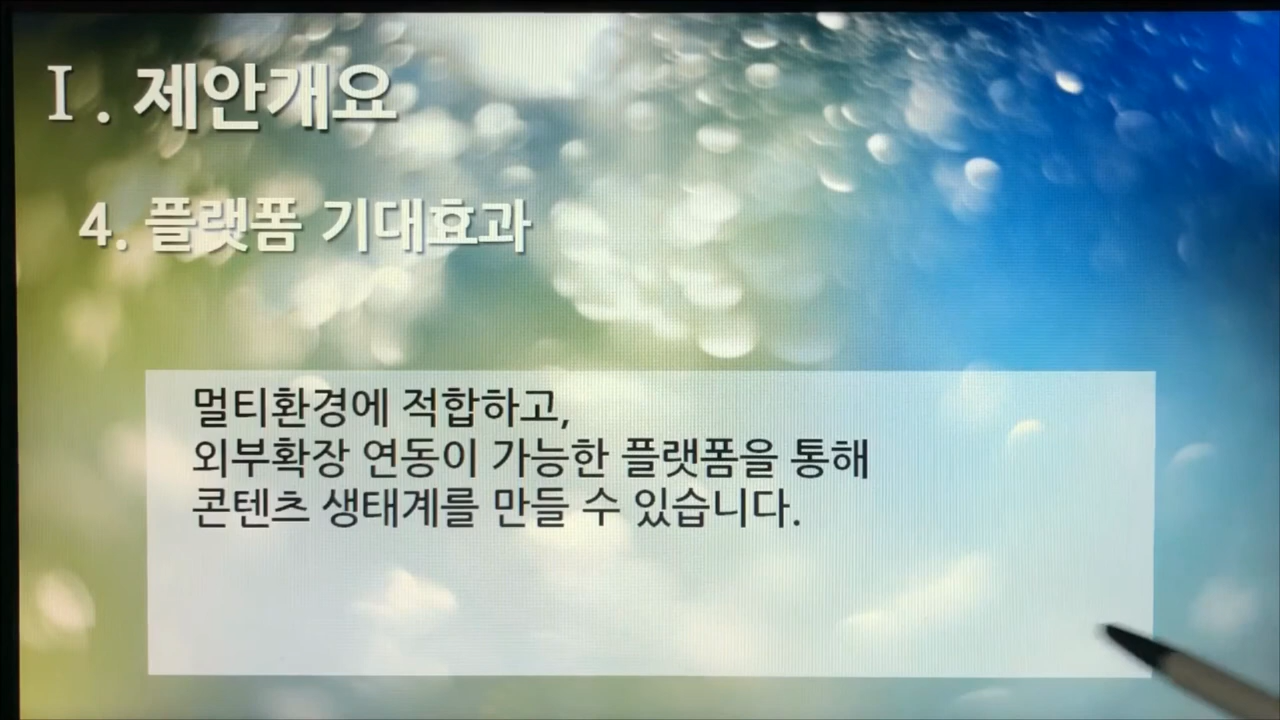 Ⅰ. 제안개요
4. 플랫폼 기대효과
멀티환경에 적합하고,
외부확장 연동이 가능한 플랫폼을 통해
콘텐츠 생태계를 만들 수 있습니다.